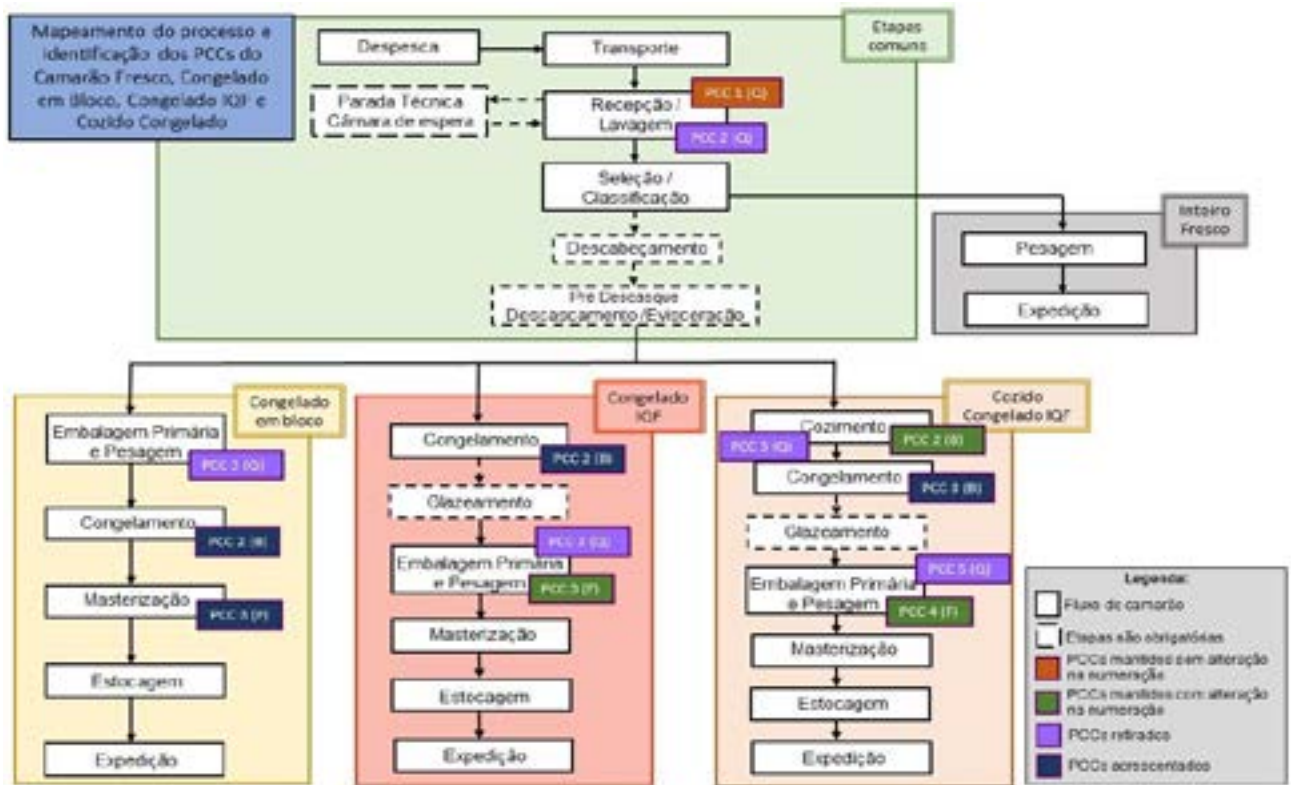 Mapeamento do processo e
identificação dos PCCs do
Camarão Fresco, Congelado
em Bloco, Congelado IQF e
Cozido Congelado
Etapas
comuns
Despesca
Transporte
Parada Técnica
Câmara de espera
Recepção /
Lavagem
PCC 1 (Q)
PCC 2 (Q)
Seleção /
Classificação
Descabeçamento
Pré Descasque
Descascamento /Evisceração
Inteiro
Fresco
Pesagem
Expedição
Congelado
em bloco
Embalagem Primária
e Pesagem
PCC 3 (Q)
Congelamento
PCC 2 (B)
Masterização
PCC 3 (F)
Estocagem
Expedição
Congelado
IQF
Congelamento
PCC 2 (B)
Glazeamento
Embalagem Primária
e Pesagem
PCC 3 (F)
Masterização
Estocagem
Expedição
Cozido
Congelado IQF
Cozimento
PCC 2 (B)
PCC 3 (Q)
Congelamento
PCC 3 (B)
Glazeamento
PCC 5 (Q)
Embalagem Primária
e Pesagem
PCC 4 (F)
Masterização
Estocagem
Expedição
Legenda:
Fluxo do camarão
Etapas não obrigatórias
PCCs mantidos sem alteração
na numeração
PCCs mantidos com alteração
na numeração
PCCs retirados
PCCs acrescentados